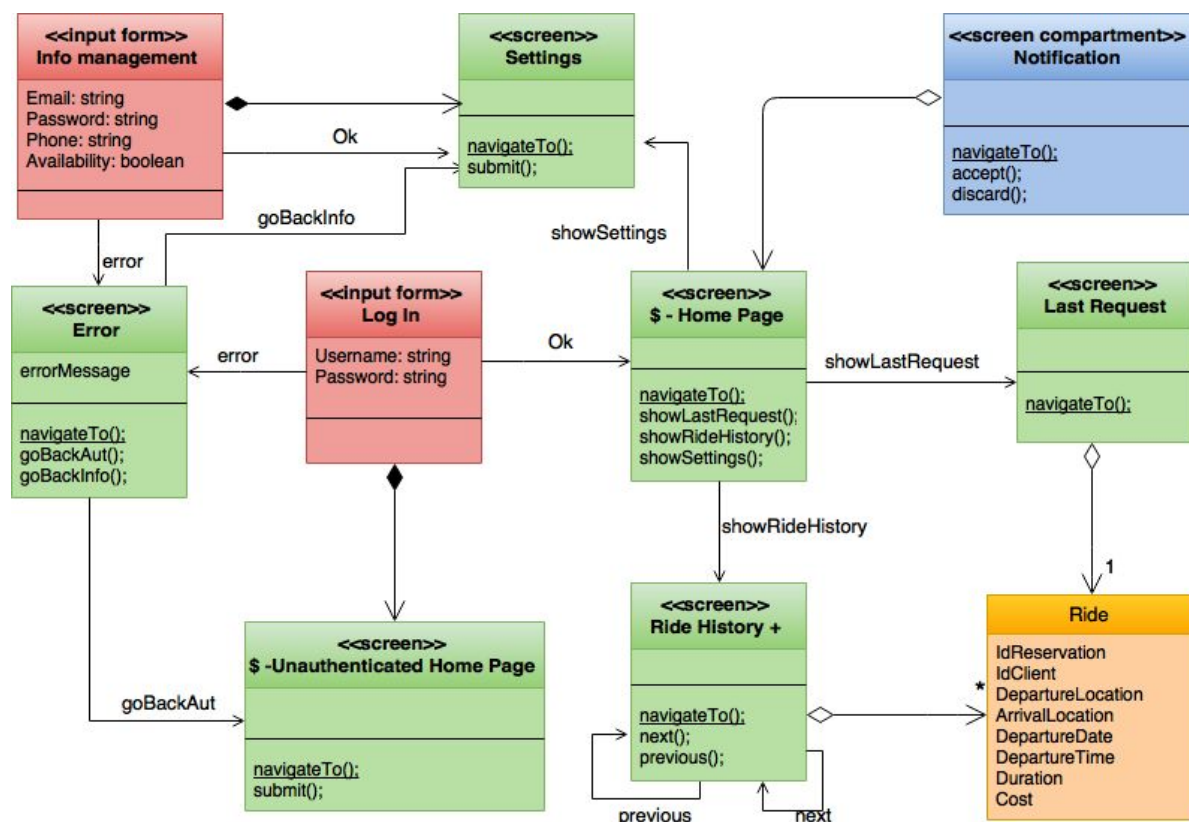 <<input form>>
Info management
Email: string
Password: string
Phone: string
Availability: boolean
<<screen>>
Settings
navigateTo();
submit();
<<screen compartment>>
Notification
navigateTo();
accept();
discard();
Ok
goBackInfo
showSettings
error
<<screen>>
Error
errorMessage
navigateTo();
goBackAut();
goBackInfo();
error
<<input form>>
Log In
Username: string
Password: string
Ok
<<screen>>
$ - Home Page
navigateTo();
showLastRequest();
showRideHistory();
showSettings();
showLastRequest
<<screen>>
Last Request
navigateTo();
showRideHistory
1
goBackAut
<<screen>>
$ -Unauthenticated Home Page
navigateTo();
submit();
<<screen>>
Ride History +
navigateTo();
next();
previous();
previous
next
*
Ride
IdReservation
IdClient
DepartureLocation
ArrivalLocation
DepartureDate
DepartureTime
Duration
Cost